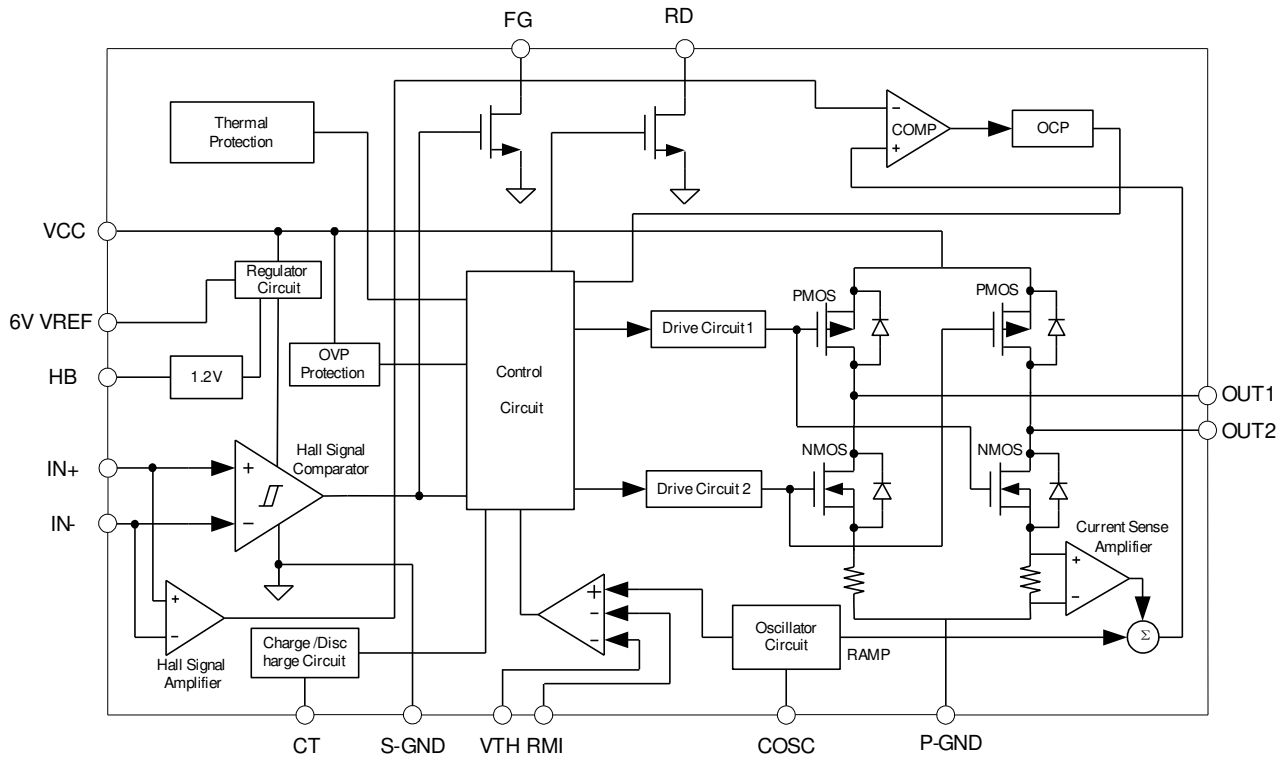 FG
RD
Thermal
Protection
−
COMP
+
OCP
VCC
Regulator
Circuit
6V VREF
PMOS
PMOS
Drive Circuit 1
OVP
Protection
HB
1.2V
Control
Circuit
OUT1
OUT2
Hall Signal
Comparator
NMOS
NMOS
IN+
+
IN-
−
Drive Circuit 2
Current Sense
Amplifier
+
−
+
−
Hall Signal
Amplifier
+
−
−
Charge /Disc
harge Circuit
Oscillator
Circuit
RAMP
Σ
CT
S-GND
VTH
RMI
COSC
P-GND